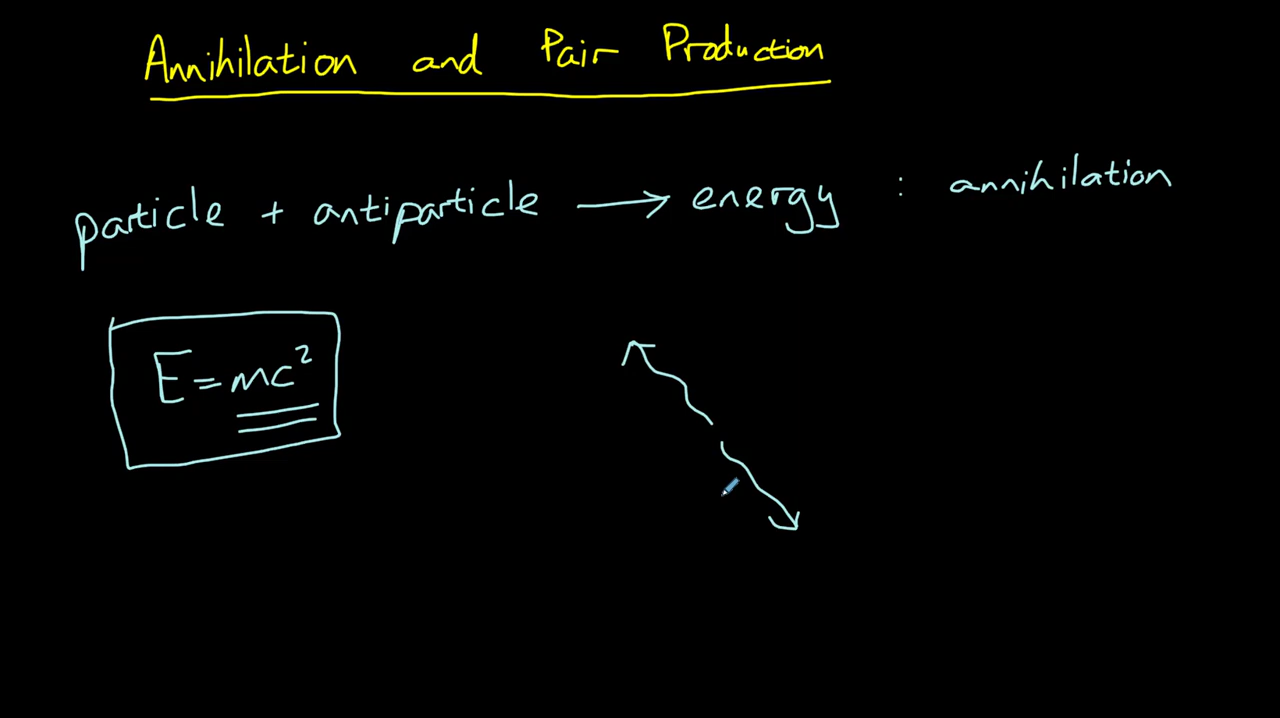 Annihilation and Pair Production
particle + antiparticle ⟶ energy : annihilation
E = mc²